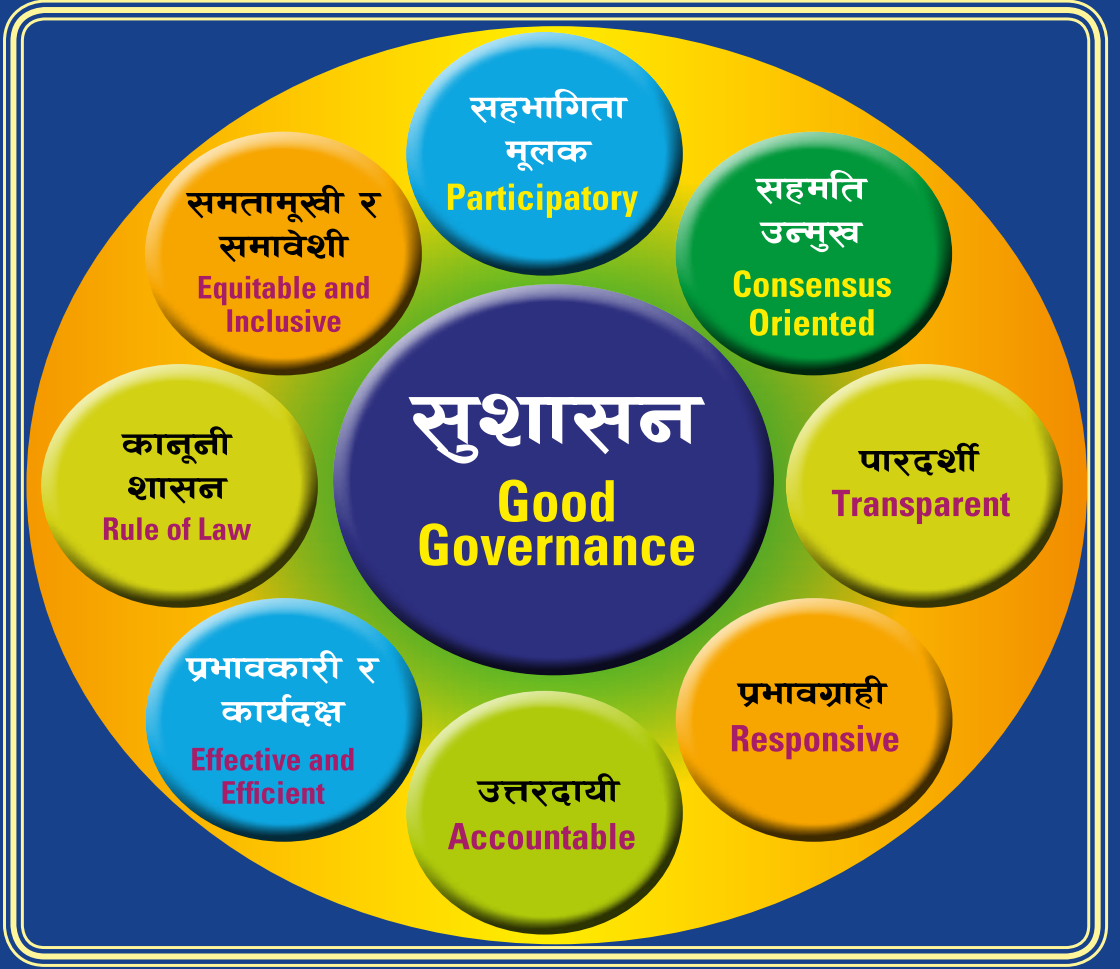 सहभागिता
मूलक
Participatory
सहमति
उन्मुख
Consensus
Oriented
समतामूखी र
समावेशी
Equitable and
Inclusive
सुशासन
Good
Governance
कानूनी
शासन
Rule of Law
पारदर्शी
Transparent
प्रभावकारी र
कार्यदक्ष
Effective and
Efficient
प्रभावग्राही
Responsive
उत्तरदायी
Accountable